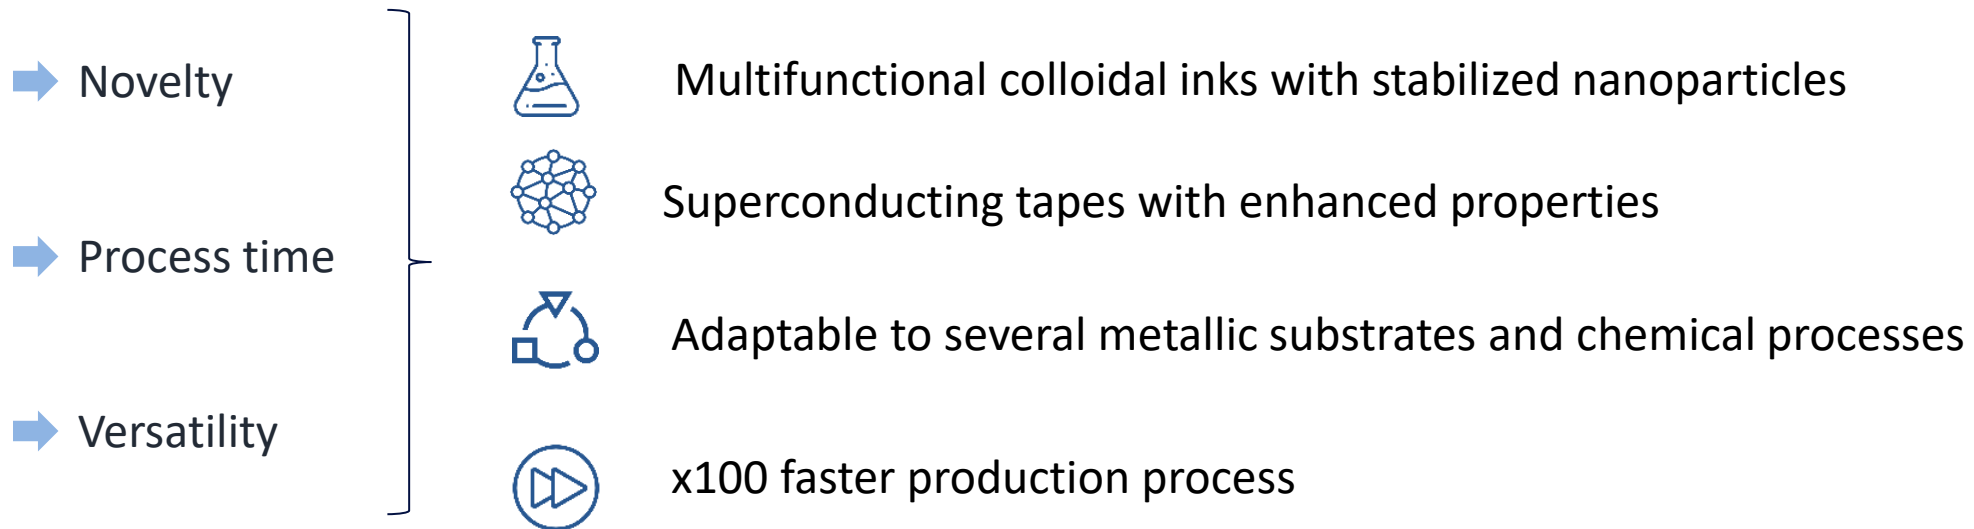 Novelty
Process time
Versatility
Multifunctional colloidal inks with stabilized nanoparticles
Superconducting tapes with enhanced properties
Adaptable to several metallic substrates and chemical processes
x100 faster production process